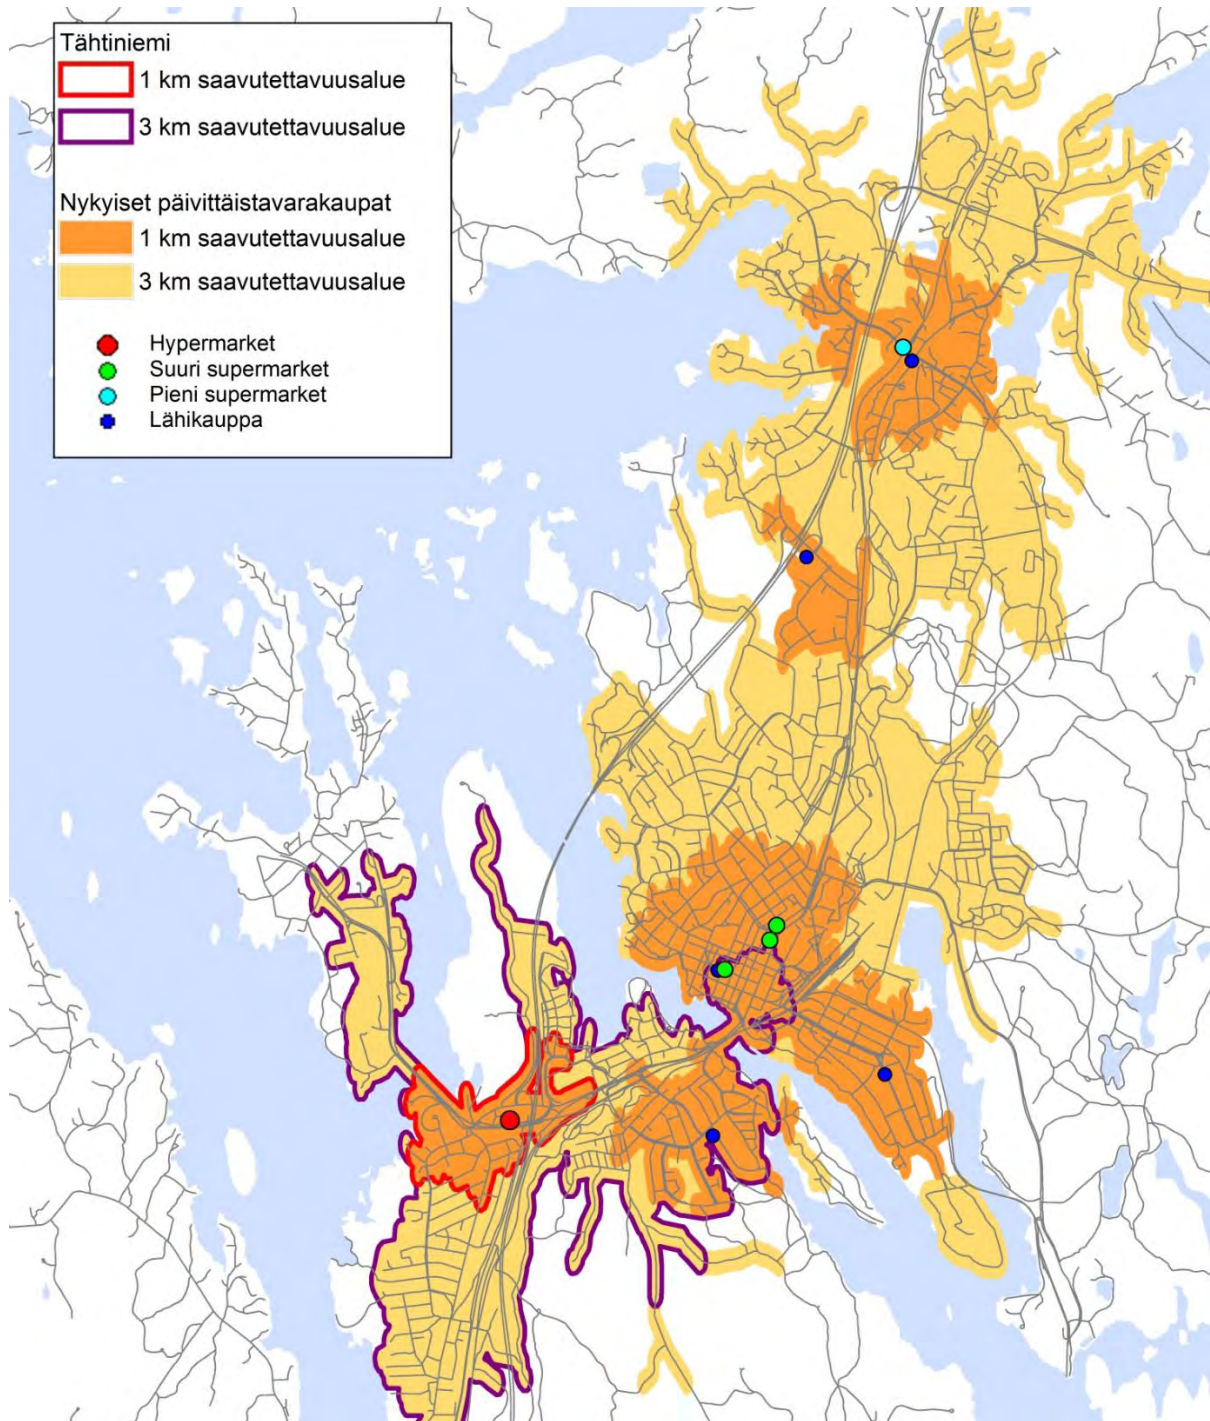 Tähtiniemi
1 km saavutettavuusalue
3 km saavutettavuusalue
Nykyiset päivittäistavarakaupat
1 km saavutettavuusalue
3 km saavutettavuusalue
Hypermarket
Suuri supermarket
Pieni supermarket
Lähikauppa